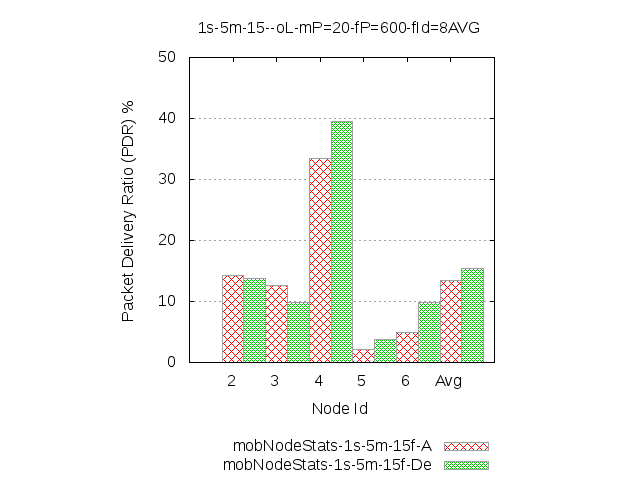 1s-5m-15--oL-mP=20-fP=600-fId=8AVG
Packet Delivery Ratio (PDR) %
50
40
30
20
10
0
2 3 4 5 6 Avg
Node Id
mobNodeStats-1s-5m-15f-A
mobNodeStats-1s-5m-15f-De